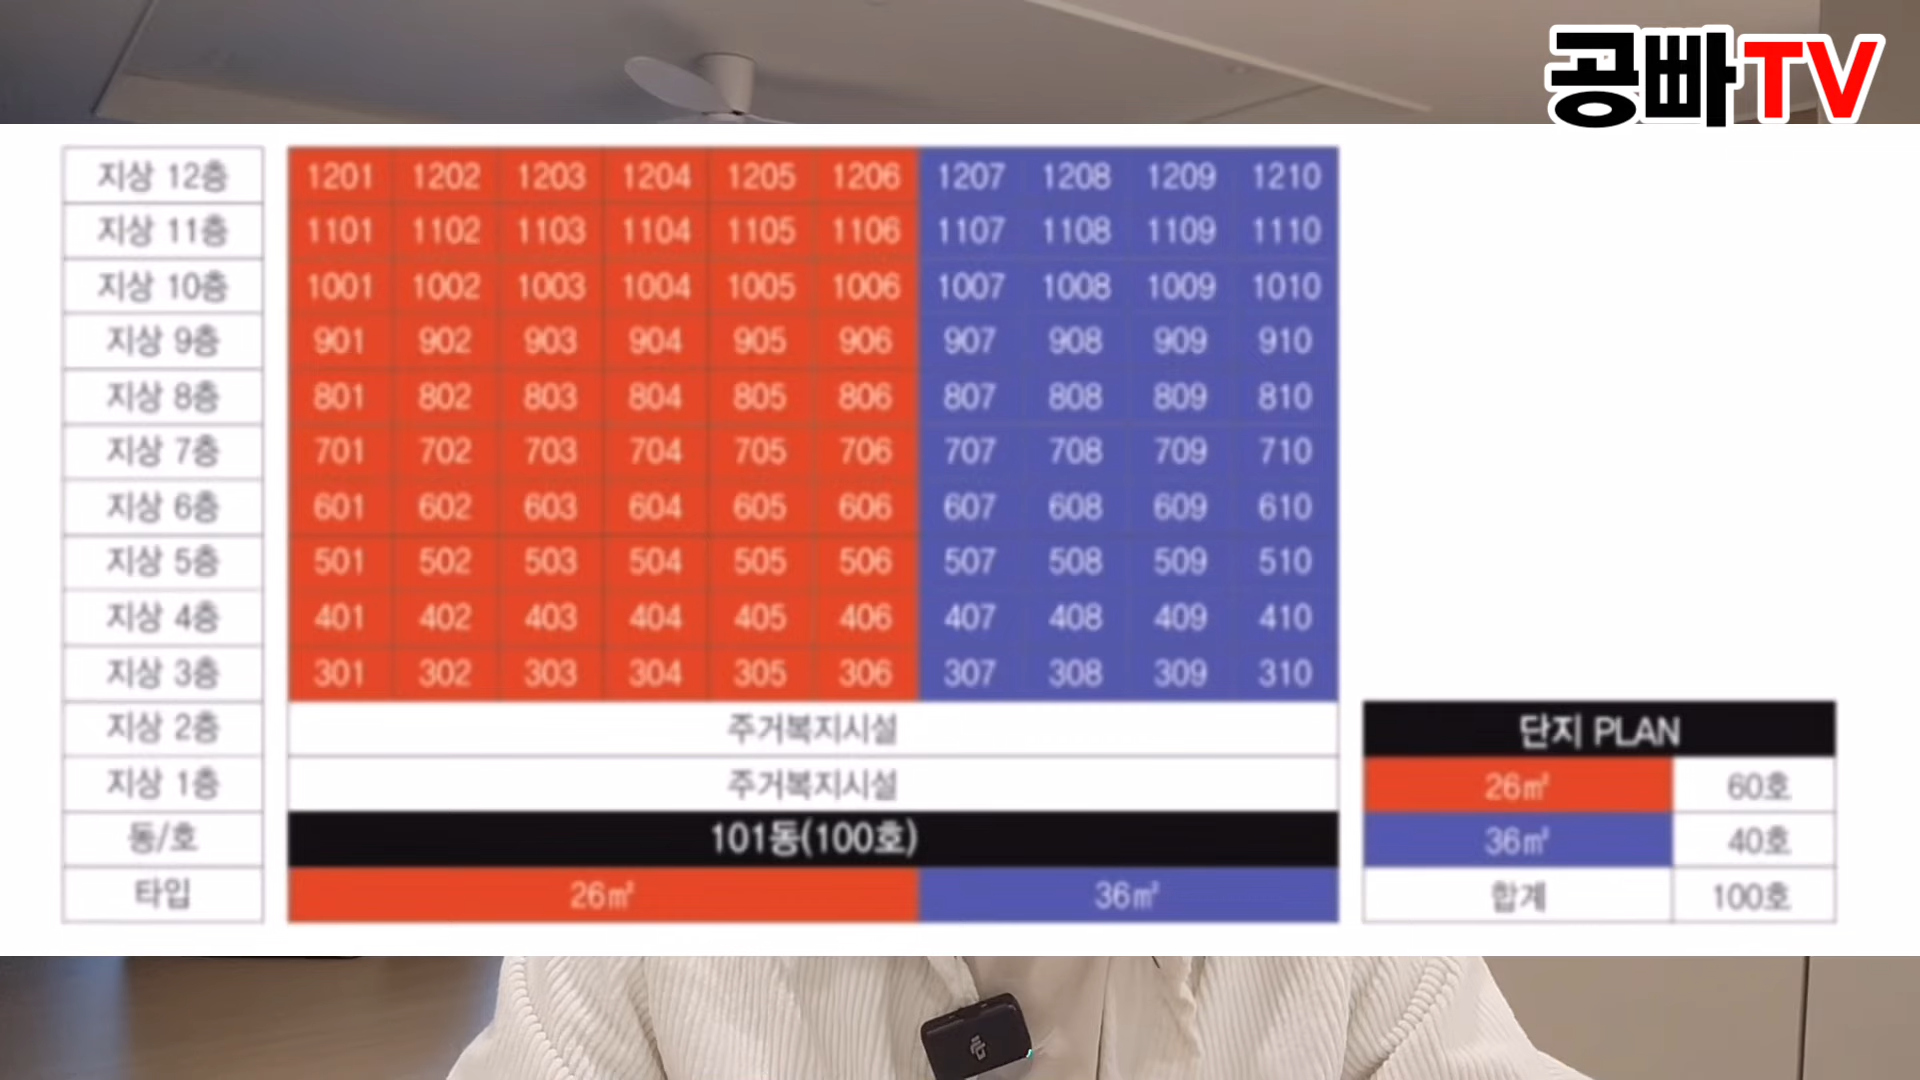 공빠TV
지상 12층 1201 1202 1203 1204 1205 1206 1207 1208 1209 1210
지상 11층 1101 1102 1103 1104 1105 1106 1107 1108 1109 1110
지상 10층 1001 1002 1003 1004 1005 1006 1007 1008 1009 1010
지상 9층 901 902 903 904 905 906 907 908 909 910
지상 8층 801 802 803 804 805 806 807 808 809 810
지상 7층 701 702 703 704 705 706 707 708 709 710
지상 6층 601 602 603 604 605 606 607 608 609 610
지상 5층 501 502 503 504 505 506 507 508 509 510
지상 4층 401 402 403 404 405 406 407 408 409 410
지상 3층 301 302 303 304 305 306 307 308 309 310
지상 2층 주거복지시설
지상 1층 주거복지시설
동/호 101동(100호)
타입 26㎡ 36㎡
단지 PLAN
26㎡ 60호
36㎡ 40호
합계 100호